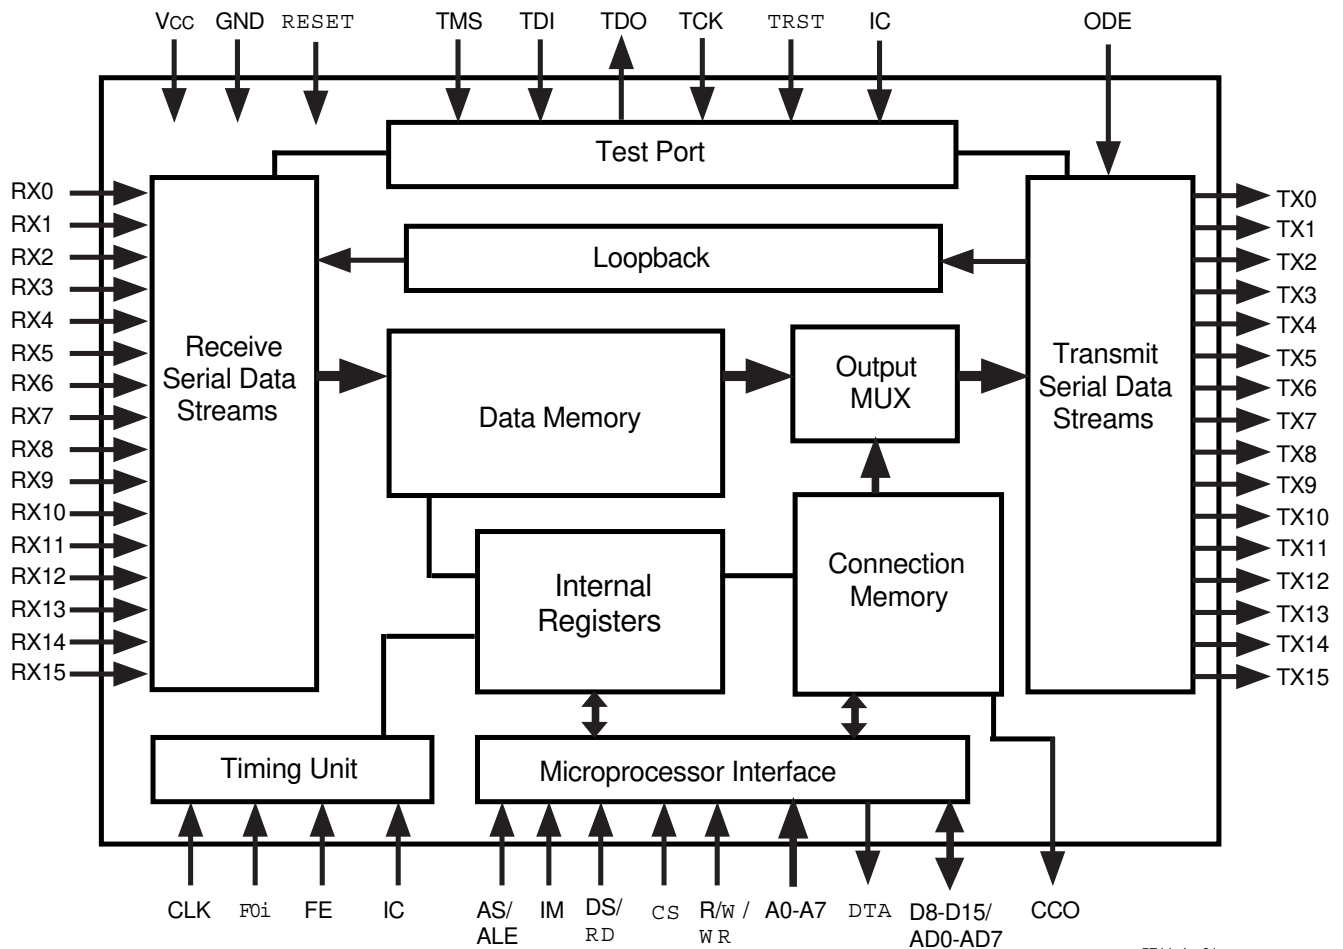 Vcc GND RESET TMS TDI TDO TCK TRST IC ODE
Test Port
RX0
RX1
RX2
RX3
RX4
RX5
RX6
RX7
RX8
RX9
RX10
RX11
RX12
RX13
RX14
RX15
Receive
Serial Data
Streams
Loopback
Data Memory
Output
MUX
Transmit
Serial Data
Streams
Internal
Registers
Connection
Memory
Timing Unit
Microprocessor Interface
TX0
TX1
TX2
TX3
TX4
TX5
TX6
TX7
TX8
TX9
TX10
TX11
TX12
TX13
TX14
TX15
CLK F0i FE IC
AS/
ALE
IM
DS/
RD
CS
R/W /
WR
A0-A7
DTA
D8-D15/
AD0-AD7
CCO